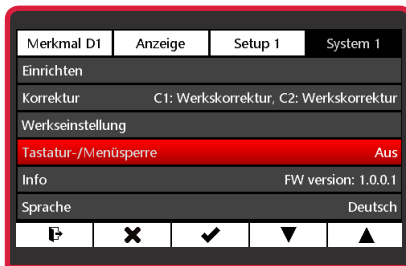 Merkmal D1 Anzeige Setup 1 System 1
Einrichten
Korrektur C1: Werkskorrektur, C2: Werkskorrektur
Werkseinstellung
Tastatur-/Menüsperre Aus
Info FW version: 1.0.0.1
Sprache Deutsch